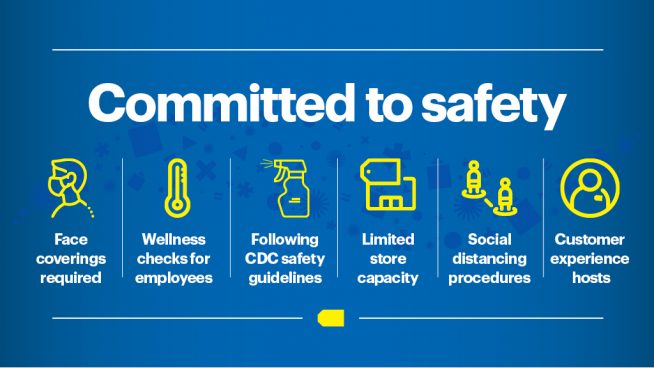 Committed to safety
Face
coverings
required
Wellness
checks for
employees
Following
CDC safety
guidelines
Limited
store
capacity
Social
distancing
procedures
Customer
experience
hosts